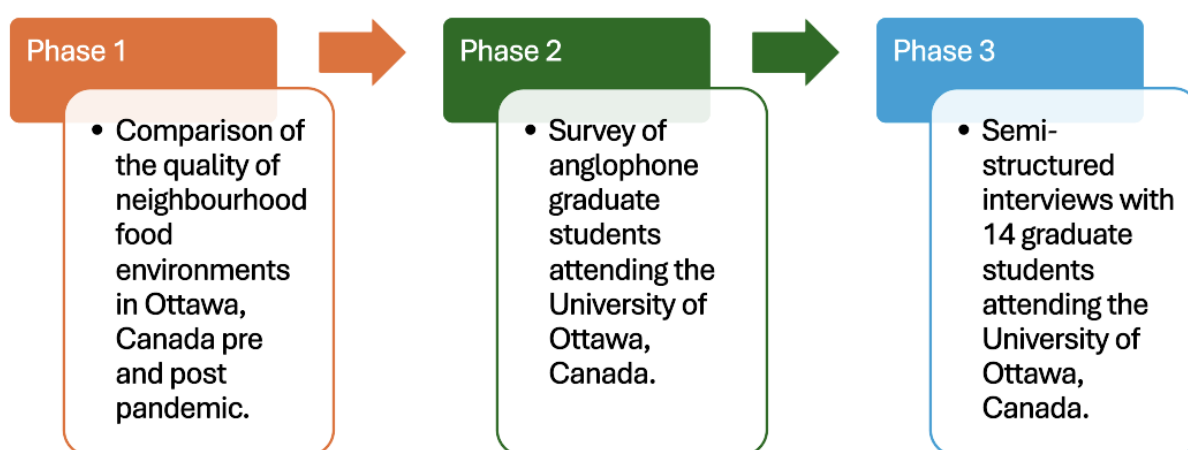 Phase 1
• Comparison of
the quality of
neighbourhood
food
environments
in Ottawa,
Canada pre
and post
pandemic.
Phase 2
• Survey of
anglophone
graduate
students
attending the
University of
Ottawa,
Canada.
Phase 3
• Semi-
structured
interviews with
14 graduate
students
attending the
University of
Ottawa,
Canada.